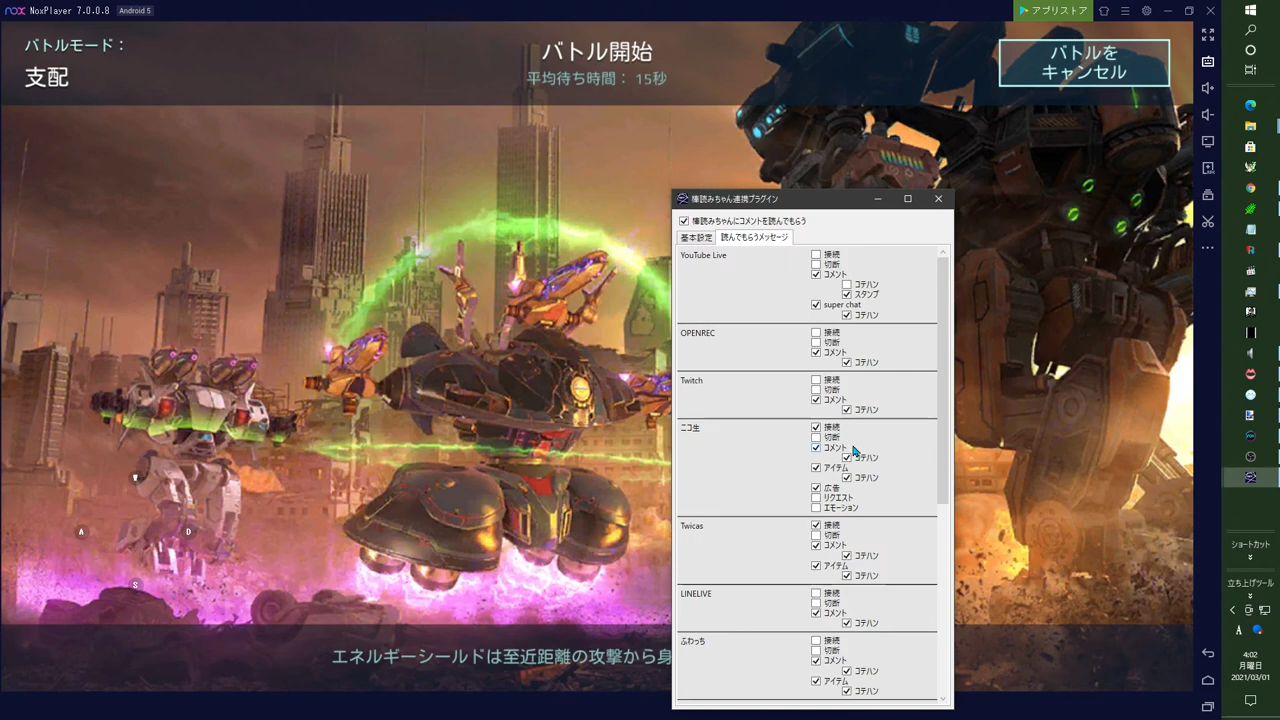 nox NoxPlayer 7.0.0.8 Android 5
アプリストア
バトルモード：
支配
バトル開始
平均待ち時間： 15秒
バトルを
キャンセル
棒読みちゃん連携プラグイン
棒読みちゃんにコメントを読んでもらう
基本設定 読んでもらうメッセージ
YouTube Live
接続
切断
コメント
コテハン
スタンプ
super chat
コテハン
OPENREC
接続
切断
コメント
コテハン
Twitch
接続
切断
コメント
コテハン
ニコ生
接続
切断
コメント
コテハン
アイテム
コテハン
広告
リクエスト
エモーション
Twicas
接続
切断
コメント
コテハン
アイテム
コテハン
LINELIVE
接続
切断
コメント
コテハン
ふわっち
接続
切断
コメント
コテハン
アイテム
コテハン
W
A
D
S
エネルギーシールドは至近距離の攻撃から身
ショートカット
立ち上げツール
A
4:02
月曜日
2021/03/01